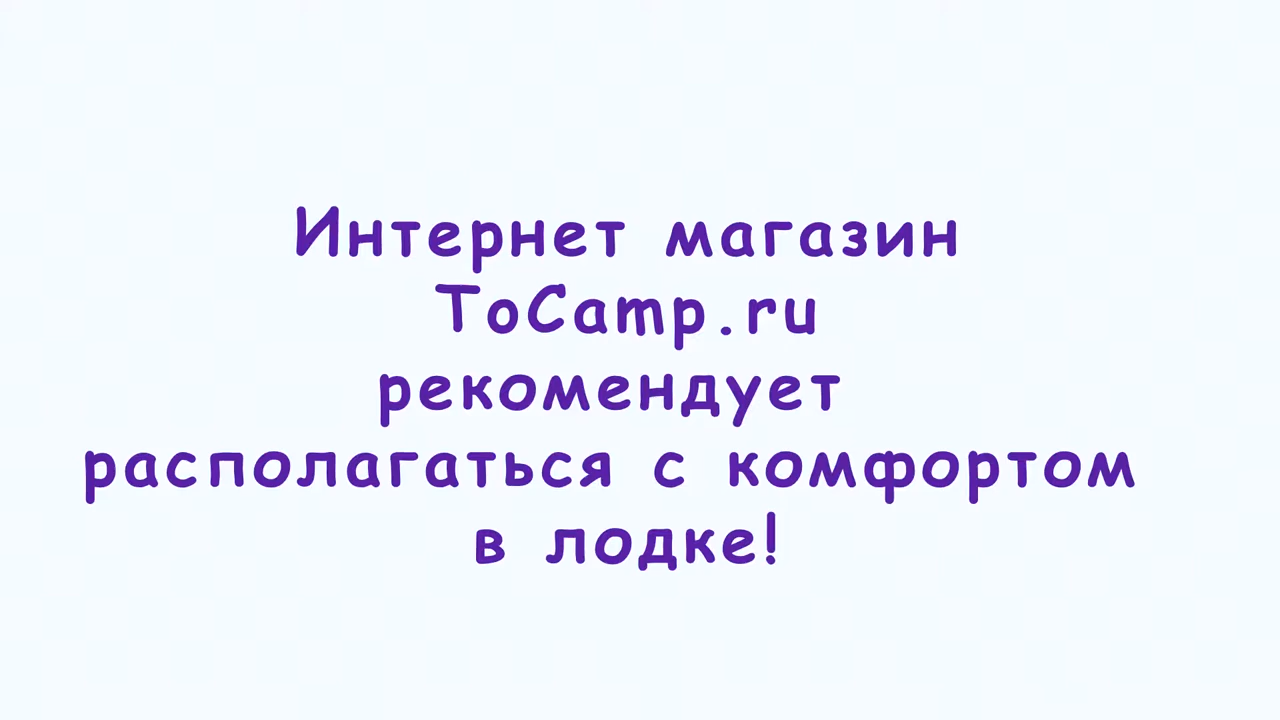 Интернет магазин
ToCamp.ru
рекомендует
располагаться с комфортом
в лодке!